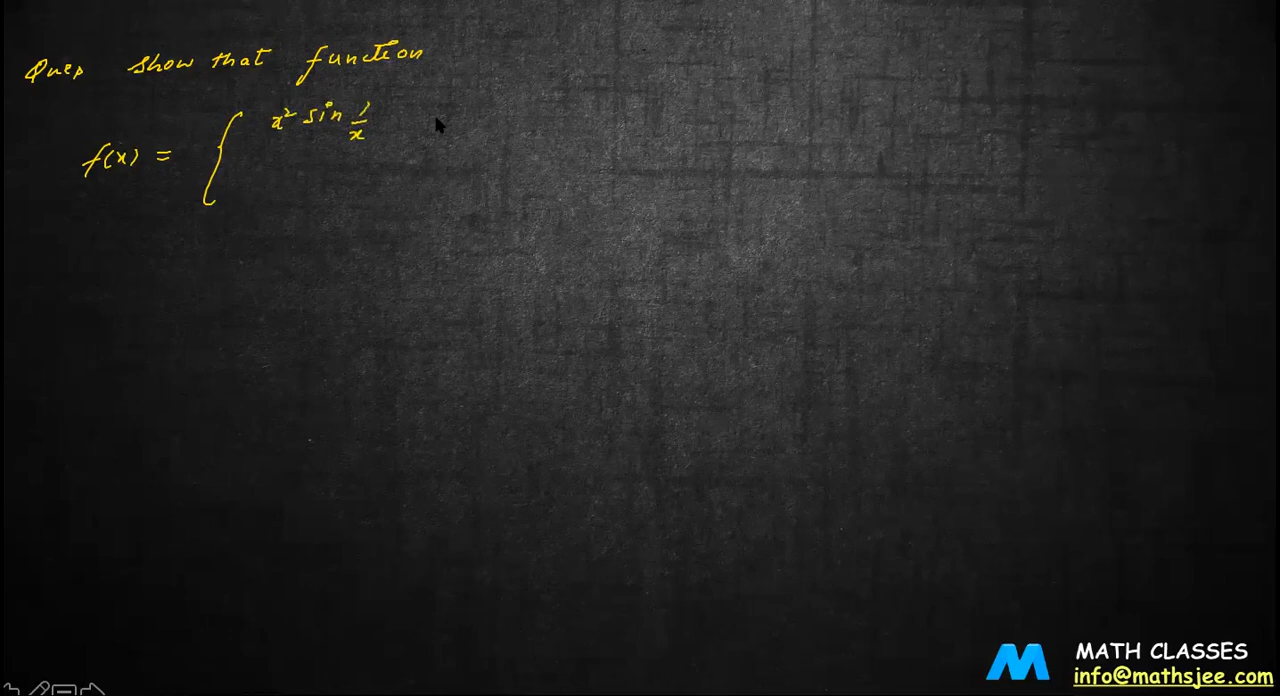 Ques show that function
f(x) = { x² sin 1/x
MATH CLASSES
info@mathsjee.com